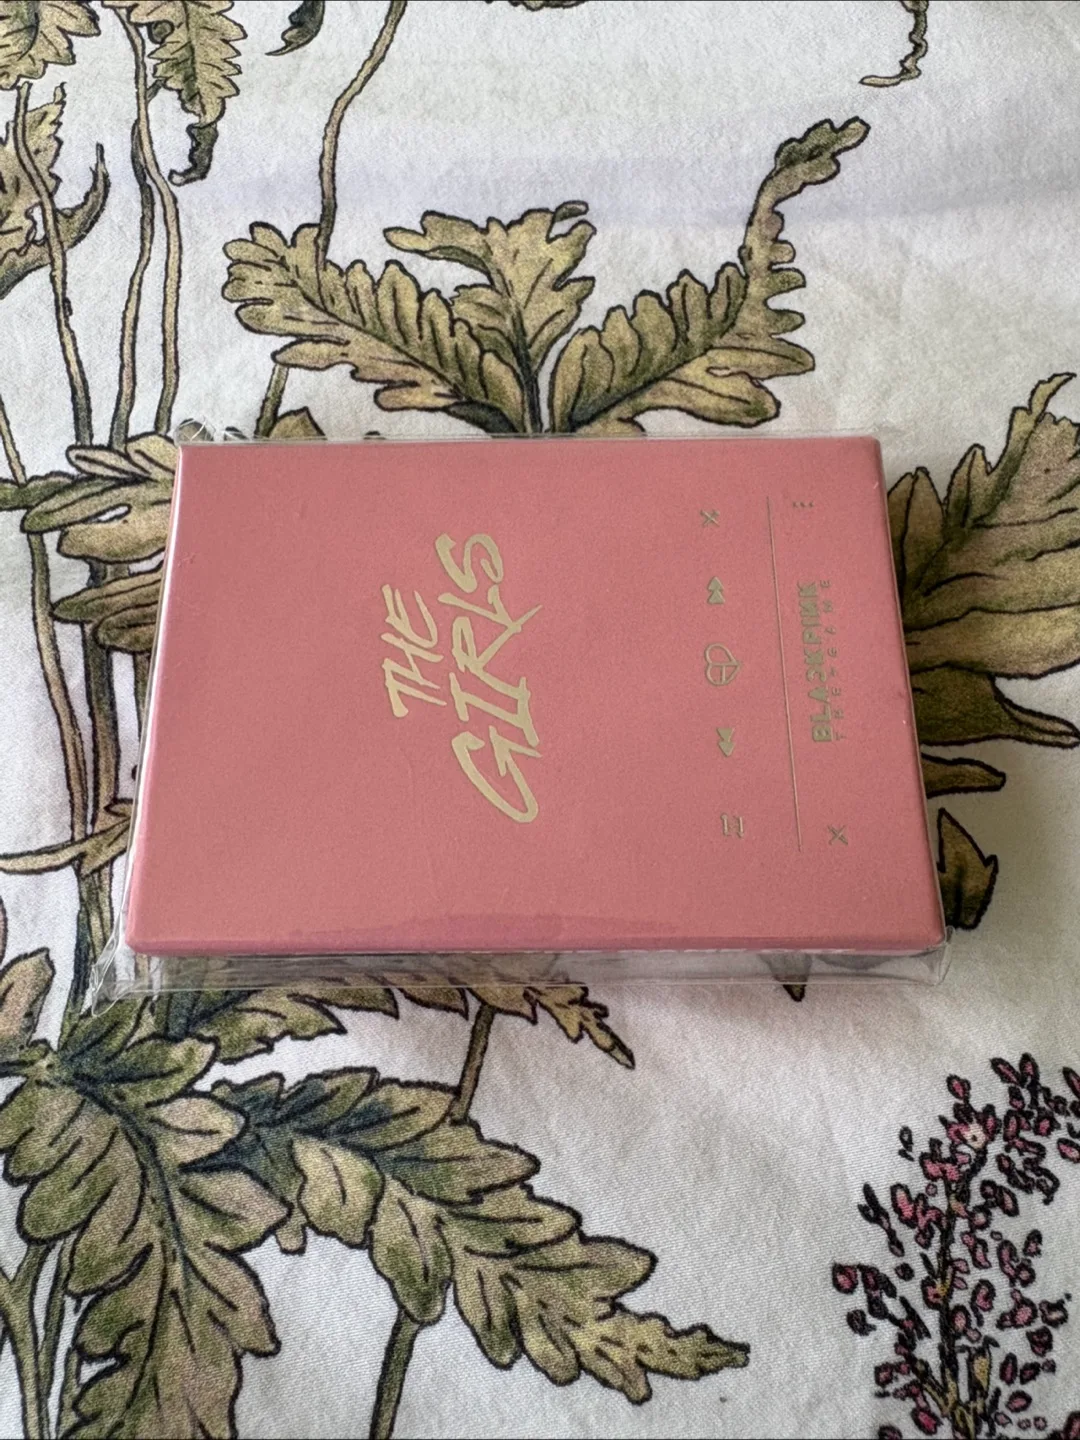 THE
GIRLS
BLACKPINK
THE GAME